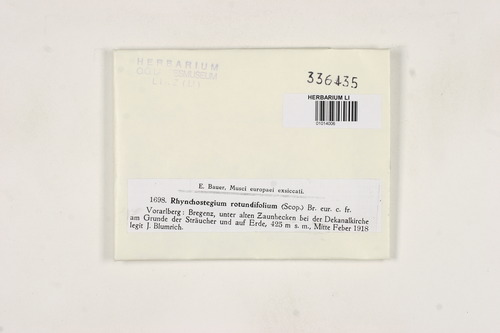 HERBARIUM
336435
HERBARIUM LI
01014006
E. Bauer, Musci europaei exsiccati.
1698. Rhynchostegium rotundifolium (Scop.) Br. eur. c. fr.
Vorarlberg: Bregenz, unter alten Zaunhecken bei der Dekanalkirche
am Grunde der Sträucher und auf Erde, 425 m s. m., Mitte Feber 1918
legit J. Blumrich.